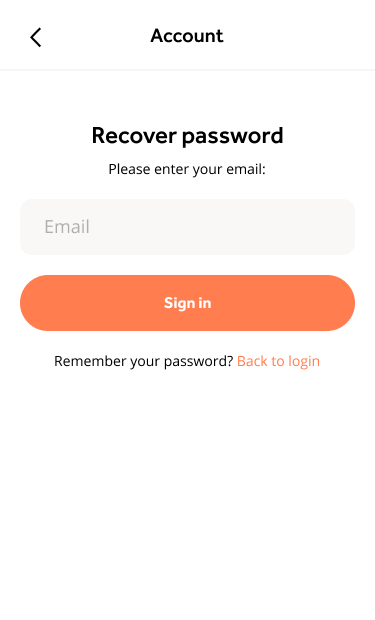 Account
Recover password
Please enter your email:
Email
Sign in
Remember your password? Back to login